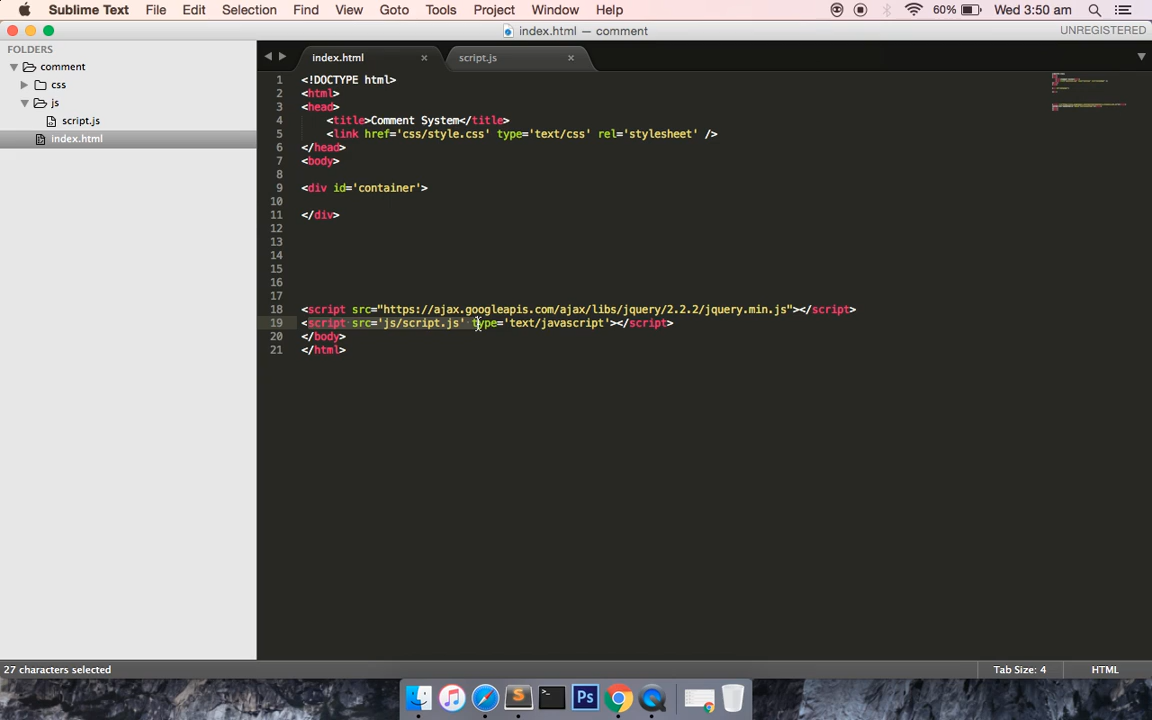 Sublime Text File Edit Selection Find View Goto Tools Project Window Help 60% Wed 3:50 am
index.html — comment UNREGISTERED
FOLDERS
comment
css
js
script.js
index.html
index.html × script.js ×
1 <!DOCTYPE html>
2 <html>
3 <head>
4 <title>Comment System</title>
5 <link href='css/style.css' type='text/css' rel='stylesheet' />
6 </head>
7 <body>
8
9 <div id='container'>
10
11 </div>
12
13
14
15
16
17
18 <script src="https://ajax.googleapis.com/ajax/libs/jquery/2.2.2/jquery.min.js"></script>
19 <script src='js/script.js' type='text/javascript'></script>
20 </body>
21 </html>
27 characters selected Tab Size: 4 HTML
Ps